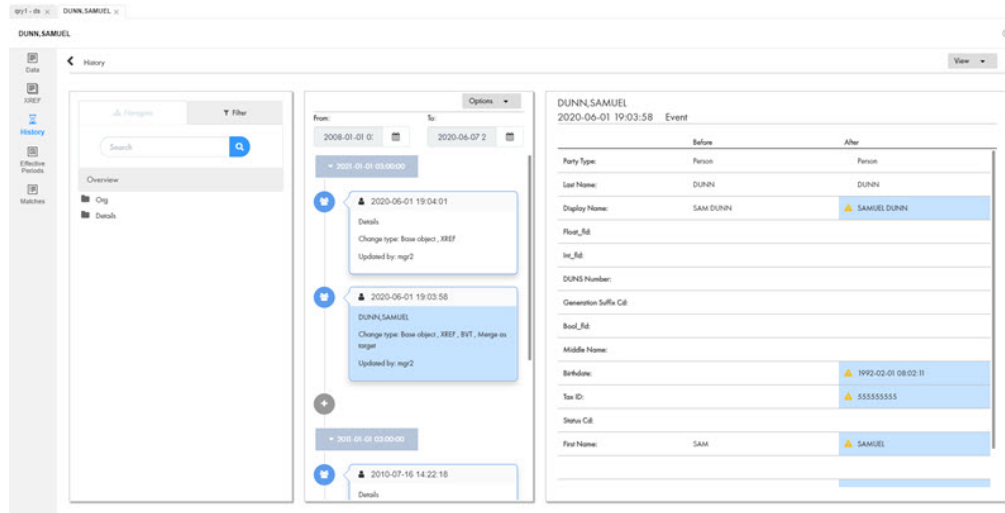 qry1 - ds ×
DUNN,SAMUEL ×
DUNN,SAMUEL
Data
XREF
History
Effective
Periods
Matches
History
View
Navigate
Filter
Search
Overview
Org
Details
Options
From:
To:
2008-01-01 0:
2020-06-07 2
2021-01-01 03:00:00
2020-06-01 19:04:01
Details
Change type: Base object , XREF
Updated by: mgr2
2020-06-01 19:03:58
DUNN,SAMUEL
Change type: Base object , XREF , BVT , Merge as
target
Updated by: mgr2
2011-01-01 03:00:00
2010-07-16 14:22:18
Details
DUNN,SAMUEL
2020-06-01 19:03:58 Event
Before After
Party Type: Person Person
Last Name: DUNN DUNN
Display Name: SAM DUNN SAMUEL DUNN
Float_fld:
Int_fld:
DUNS Number:
Generation Suffix Cd:
Bool_fld:
Middle Name:
Birthdate: 1992-02-01 08:02:11
Tax ID: 555555555
Status Cd:
First Name: SAM SAMUEL